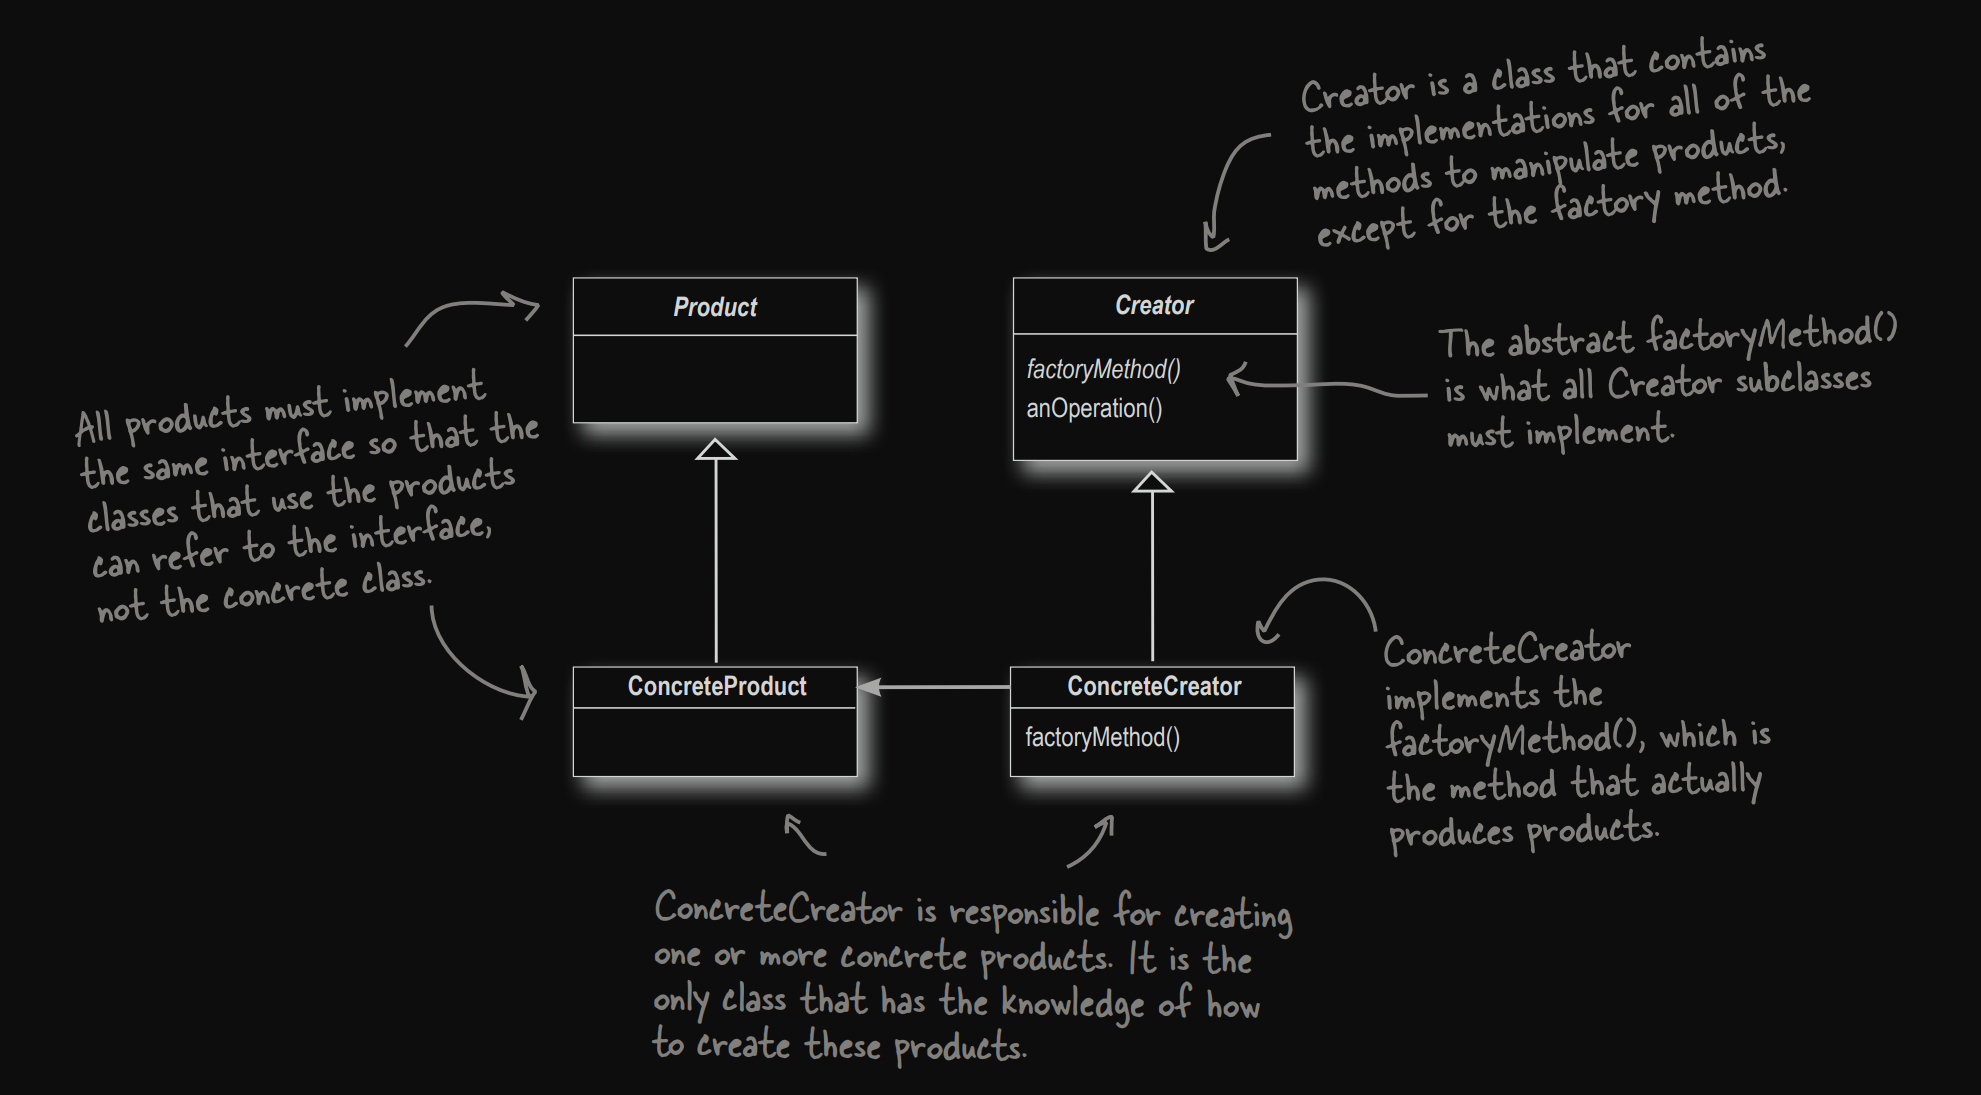 Creator is a class that contains
the implementations for all of the
methods to manipulate products,
except for the factory method.
Product
Creator
factoryMethod()
anOperation()
The abstract factoryMethod()
is what all Creator subclasses
must implement.
All products must implement
the same interface so that the
classes that use the products
can refer to the interface,
not the concrete class.
ConcreteProduct
ConcreteCreator
factoryMethod()
ConcreteCreator
implements the
factoryMethod(), which is
the method that actually
produces products.
ConcreteCreator is responsible for creating
one or more concrete products. It is the
only class that has the knowledge of how
to create these products.